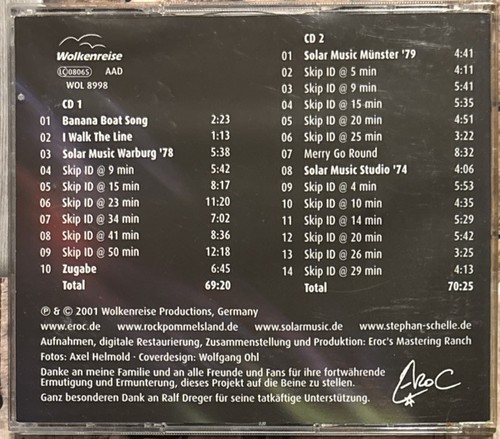 Wolkenreise
LC 08065 AAD
WOL 8998
CD 1
01 Banana Boat Song 2:23
02 I Walk The Line 1:13
03 Solar Music Warburg '78 5:38
04 Skip ID @ 9 min 5:42
05 Skip ID @ 15 min 8:17
06 Skip ID @ 23 min 11:20
07 Skip ID @ 34 min 7:02
08 Skip ID @ 41 min 8:36
09 Skip ID @ 50 min 12:18
10 Zugabe 6:45
Total 69:20
CD 2
01 Solar Music Münster '79 4:41
02 Skip ID @ 5 min 4:11
03 Skip ID @ 9 min 5:41
04 Skip ID @ 15 min 5:35
05 Skip ID @ 20 min 4:51
06 Skip ID @ 25 min 3:22
07 Merry Go Round 8:32
08 Solar Music Studio '74 4:06
09 Skip ID @ 4 min 5:53
10 Skip ID @ 10 min 4:35
11 Skip ID @ 14 min 5:29
12 Skip ID @ 20 min 5:42
13 Skip ID @ 26 min 3:25
14 Skip ID @ 29 min 4:13
Total 70:25
℗ & © 2001 Wolkenreise Productions, Germany
www.eroc.de www.rockpommelsland.de www.solarmusic.de www.stephan-schelle.de
Aufnahmen, digitale Restaurierung, Zusammenstellung und Produktion: Eroc's Mastering Ranch
Fotos: Axel Helmold · Coverdesign: Wolfgang Ohl
Danke an meine Familie und an alle Freunde und Fans für ihre fortwährende
Ermutigung und Ermunterung, dieses Projekt auf die Beine zu stellen.
Ganz besonderen Dank an Ralf Dreger für seine tatkäftige Unterstützung.
Eroc